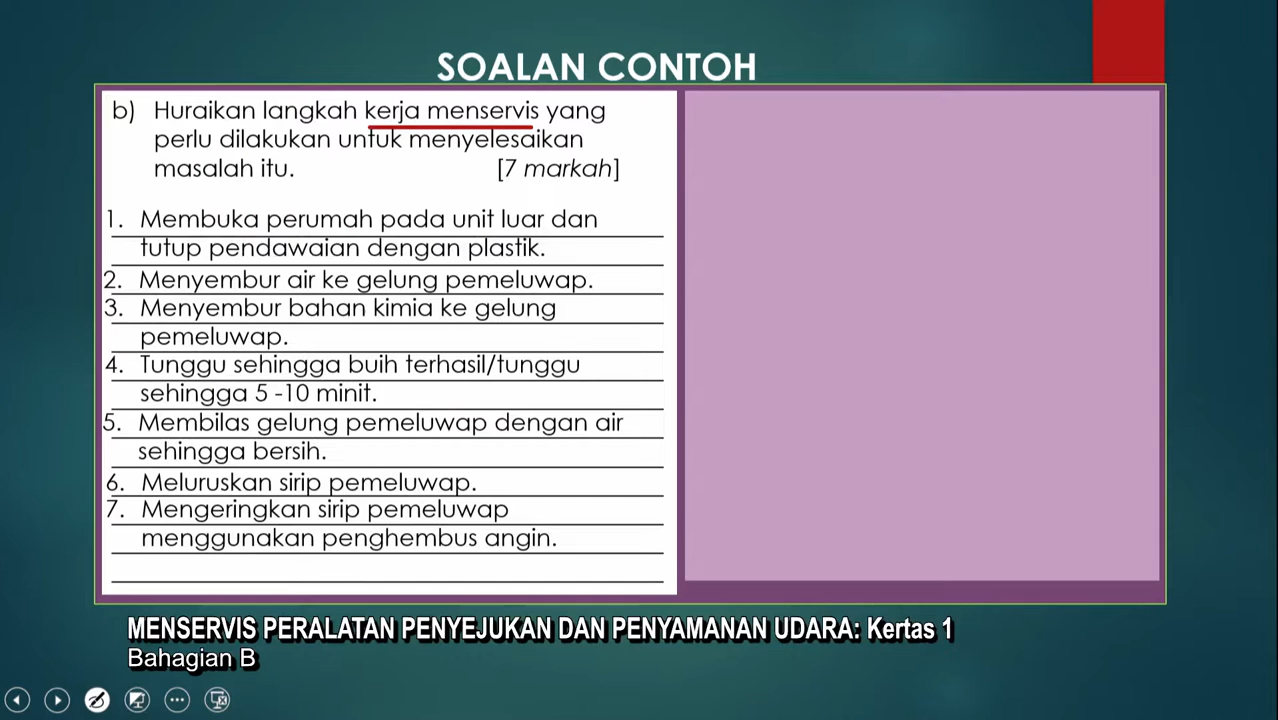 SOALAN CONTOH
b) Huraikan langkah kerja menservis yang
perlu dilakukan untuk menyelesaikan
masalah itu. [7 markah]
1. Membuka perumah pada unit luar dan
tutup pendawaian dengan plastik.
2. Menyembur air ke gelung pemeluwap.
3. Menyembur bahan kimia ke gelung
pemeluwap.
4. Tunggu sehingga buih terhasil/tunggu
sehingga 5 -10 minit.
5. Membilas gelung pemeluwap dengan air
sehingga bersih.
6. Meluruskan sirip pemeluwap.
7. Mengeringkan sirip pemeluwap
menggunakan penghembus angin.
MENSERVIS PERALATAN PENYEJUKAN DAN PENYAMANAN UDARA: Kertas 1
Bahagian B